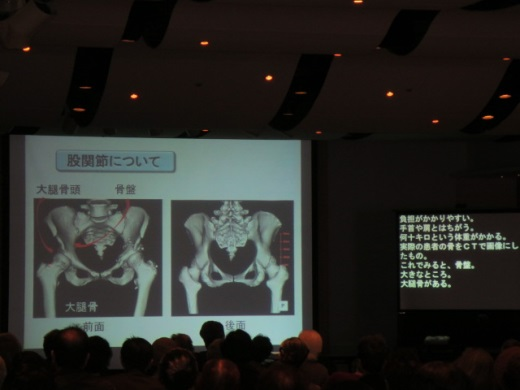 股関節について
大腿骨頭 骨盤
大腿骨
前面
後面
負担がかかりやすい。
手首や肩とはちがう。
何十キロという体重がかかる。
実際の患者の骨をCTで画像にし
たもの。
これでみると、骨盤。
大きなところ。
大腿骨がある。